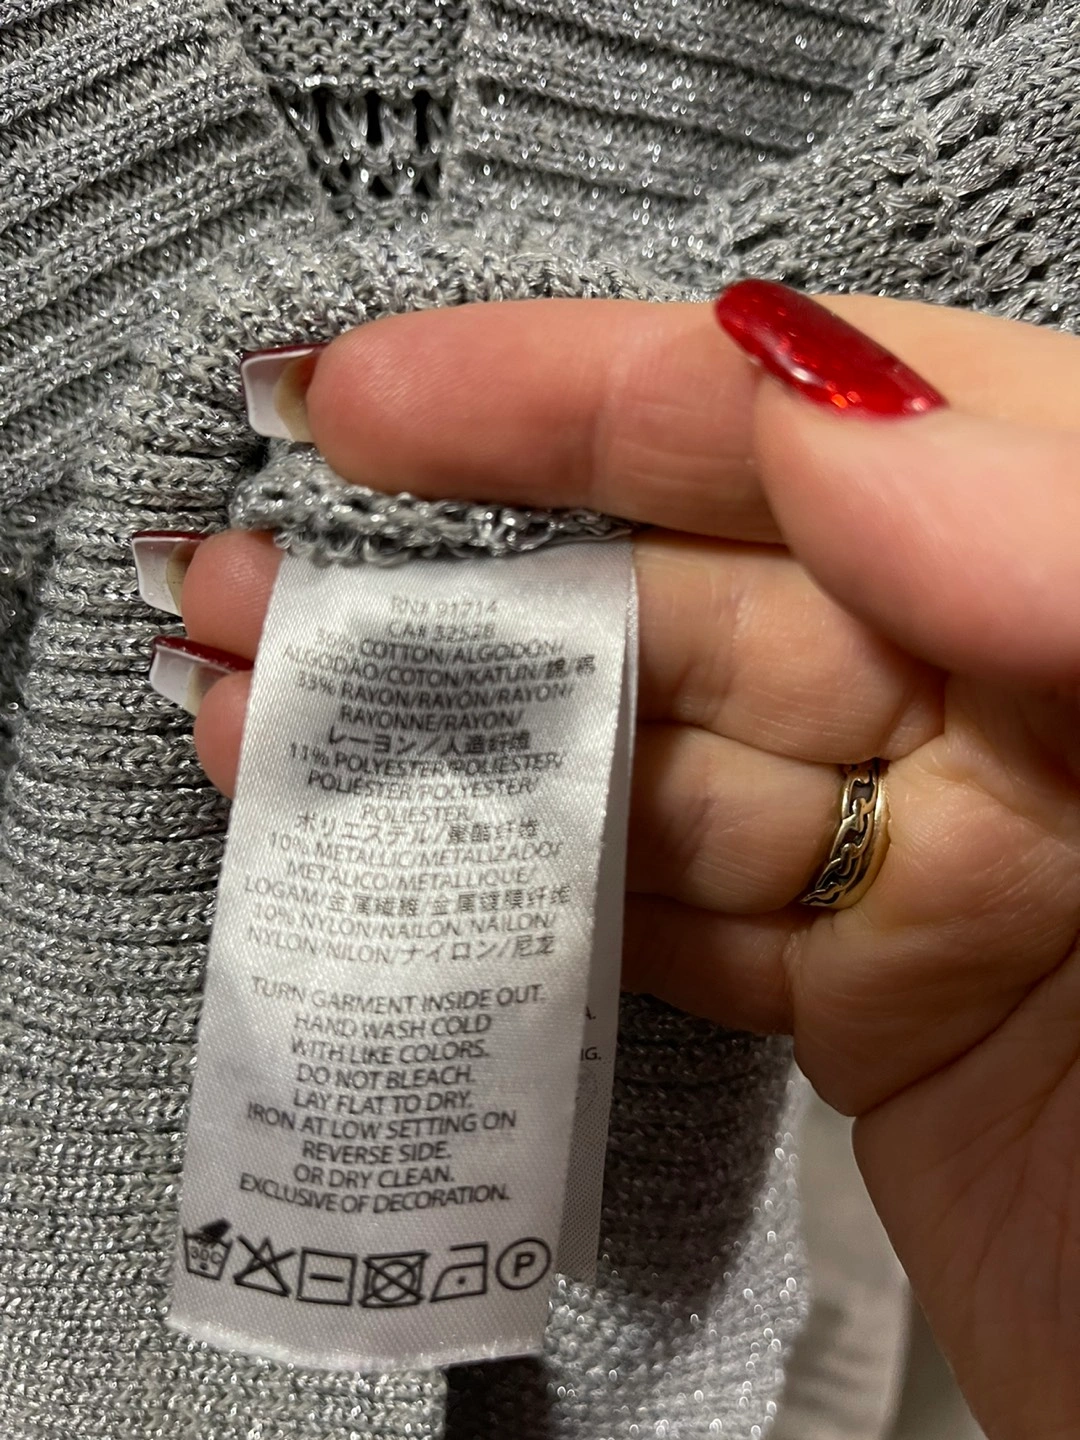 RN# 91714
CA# 32528
36% COTTON/ALGODÓN/
ALGODÃO/COTON/KATUN/綿/棉
33% RAYON/RAYÓN/RAYON/
RAYONNE/RAYON/
レーヨン/人造纤维
11% POLYESTER/POLIÉSTER/
POLIÉSTER/POLYESTER/
POLIESTER/
ポリエステル/聚酯纤维
10% METALLIC/METALIZADO/
METÁLICO/MÉTALLIQUE/
LOGAM/金属繊維/金属镀膜纤维
10% NYLON/NAILON/NÁILON/
NYLON/NILON/ナイロン/尼龙
TURN GARMENT INSIDE OUT.
HAND WASH COLD
WITH LIKE COLORS.
DO NOT BLEACH.
LAY FLAT TO DRY.
IRON AT LOW SETTING ON
REVERSE SIDE.
OR DRY CLEAN.
EXCLUSIVE OF DECORATION.
30C
P
A.
IG.